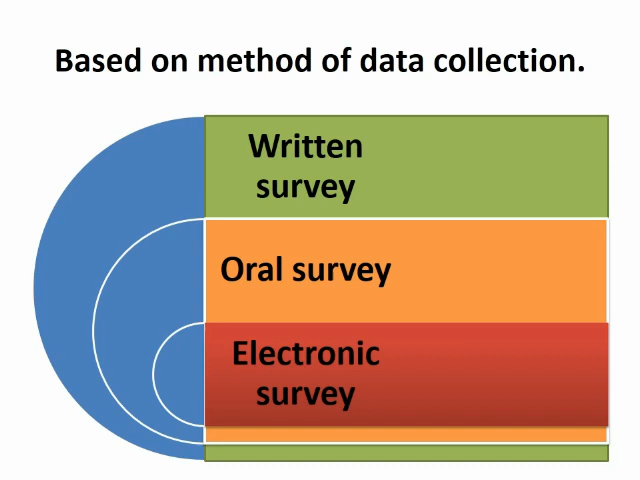 Based on method of data collection.
Written
survey
Oral survey
Electronic
survey